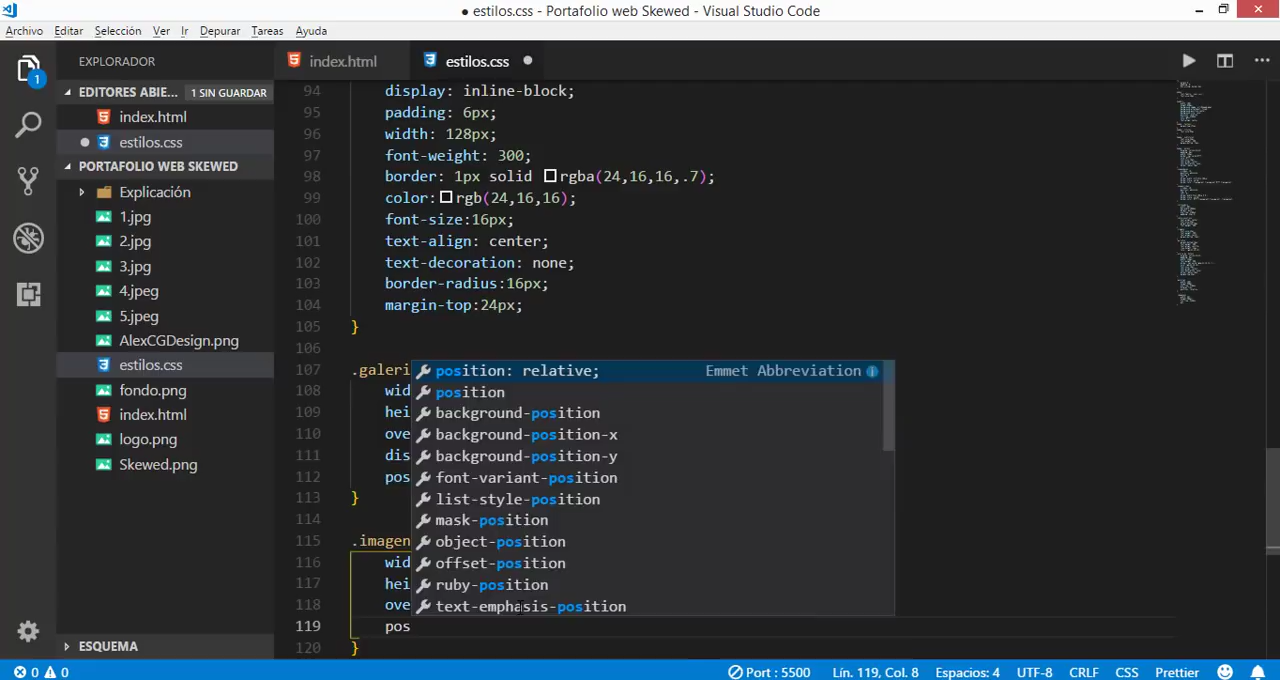 ● estilos.css - Portafolio web Skewed - Visual Studio Code
Archivo Editar Selección Ver Ir Depurar Tareas Ayuda
EXPLORADOR
index.html
estilos.css
EDITORES ABIE... 1 SIN GUARDAR
index.html
estilos.css
PORTAFOLIO WEB SKEWED
Explicación
1.jpg
2.jpg
3.jpg
4.jpeg
5.jpeg
AlexCGDesign.png
estilos.css
fondo.png
index.html
logo.png
Skewed.png
ESQUEMA
1
94 display: inline-block;
95 padding: 6px;
96 width: 128px;
97 font-weight: 300;
98 border: 1px solid rgba(24,16,16,.7);
99 color: rgb(24,16,16);
100 font-size:16px;
101 text-align: center;
102 text-decoration: none;
103 border-radius:16px;
104 margin-top:24px;
105 }
106
107 .galeri
108 wid
109 hei
110 ove
111 dis
112 pos
113 }
114
115 .imagen
116 wid
117 hei
118 ove
119 pos
120 }
position: relative; Emmet Abbreviation
position
background-position
background-position-x
background-position-y
font-variant-position
list-style-position
mask-position
object-position
offset-position
ruby-position
text-emphasis-position
0 0 Port : 5500 Lín. 119, Col. 8 Espacios: 4 UTF-8 CRLF CSS Prettier